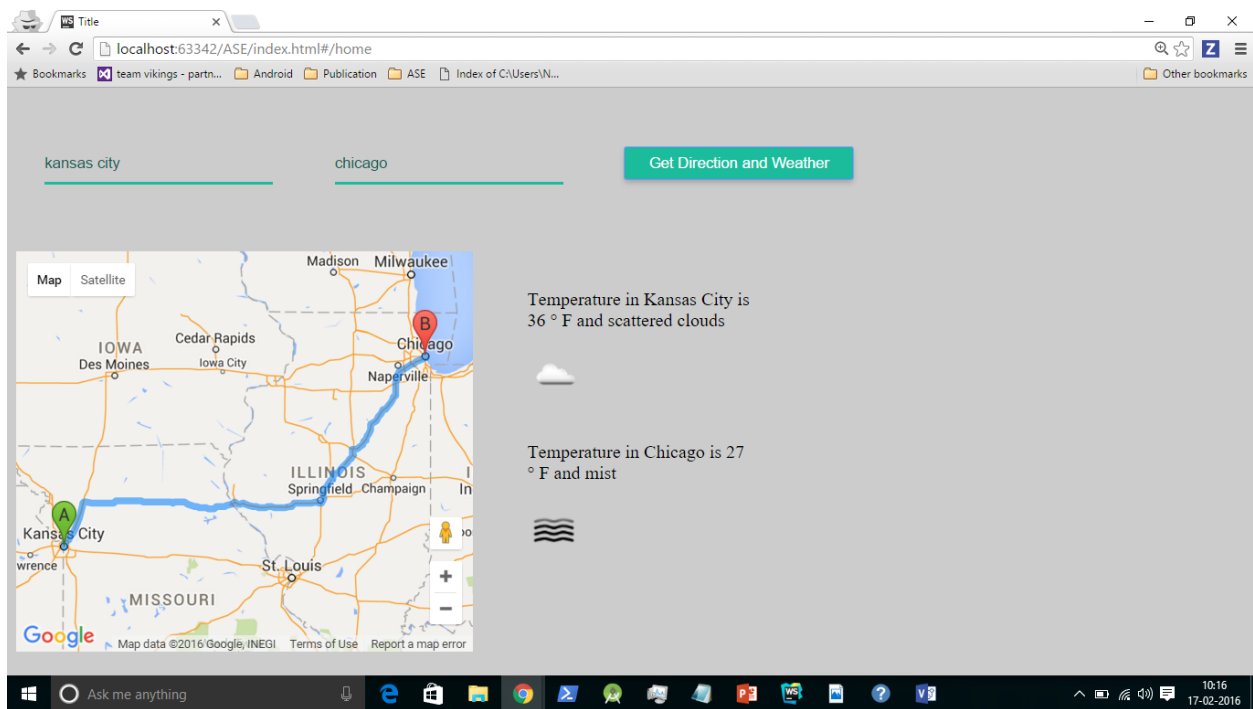 Title
localhost:63342/ASE/index.html#/home
Z
Bookmarks team vikings - partn... Android Publication ASE Index of C:\Users\N... Other bookmarks
kansas city chicago Get Direction and Weather
Map Satellite
Madison Milwaukee
Cedar Rapids
IOWA
Des Moines Iowa City
Chicago
Naperville
ILLINOIS
Springfield Champaign In
Kansas City
wrence
St. Louis
MISSOURI
A
B
Google Map data ©2016 Google, INEGI Terms of Use Report a map error
Temperature in Kansas City is
36 ° F and scattered clouds
Temperature in Chicago is 27
° F and mist
Ask me anything
10:16
17-02-2016